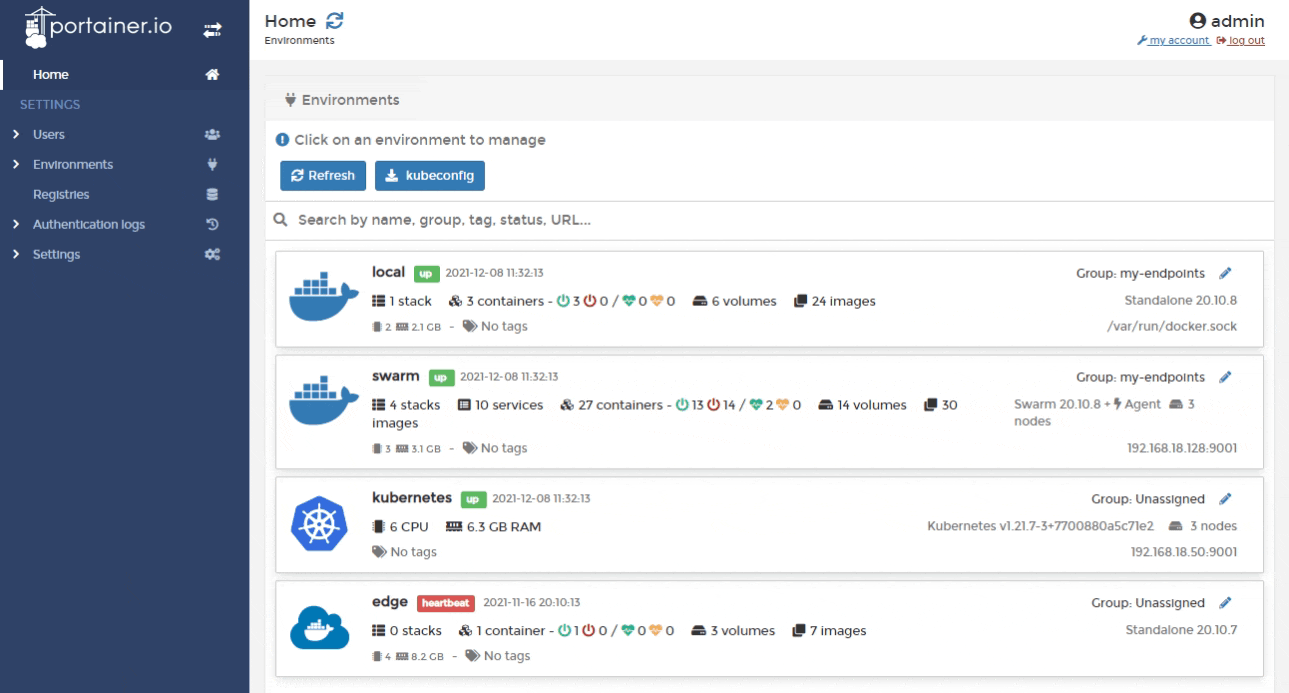 portainer.io
Home
SETTINGS
Users
Environments
Registries
Authentication logs
Settings
Home
Environments
admin
my account log out
Environments
Click on an environment to manage
Refresh kubeconfig
Search by name, group, tag, status, URL...
local up 2021-12-08 11:32:13 Group: my-endpoints
1 stack 3 containers - 3 0 / 0 0 6 volumes 24 images Standalone 20.10.8
2 2.1 GB - No tags /var/run/docker.sock
swarm up 2021-12-08 11:32:13 Group: my-endpoints
4 stacks 10 services 27 containers - 13 14 / 2 0 14 volumes 30 Swarm 20.10.8 + Agent 3
images nodes
3 3.1 GB - No tags 192.168.18.128:9001
kubernetes up 2021-12-08 11:32:13 Group: Unassigned
6 CPU 6.3 GB RAM Kubernetes v1.21.7-3+7700880a5c71e2 3 nodes
No tags 192.168.18.50:9001
edge heartbeat 2021-11-16 20:10:13 Group: Unassigned
0 stacks 1 container - 1 0 / 0 0 3 volumes 7 images Standalone 20.10.7
4 8.2 GB - No tags